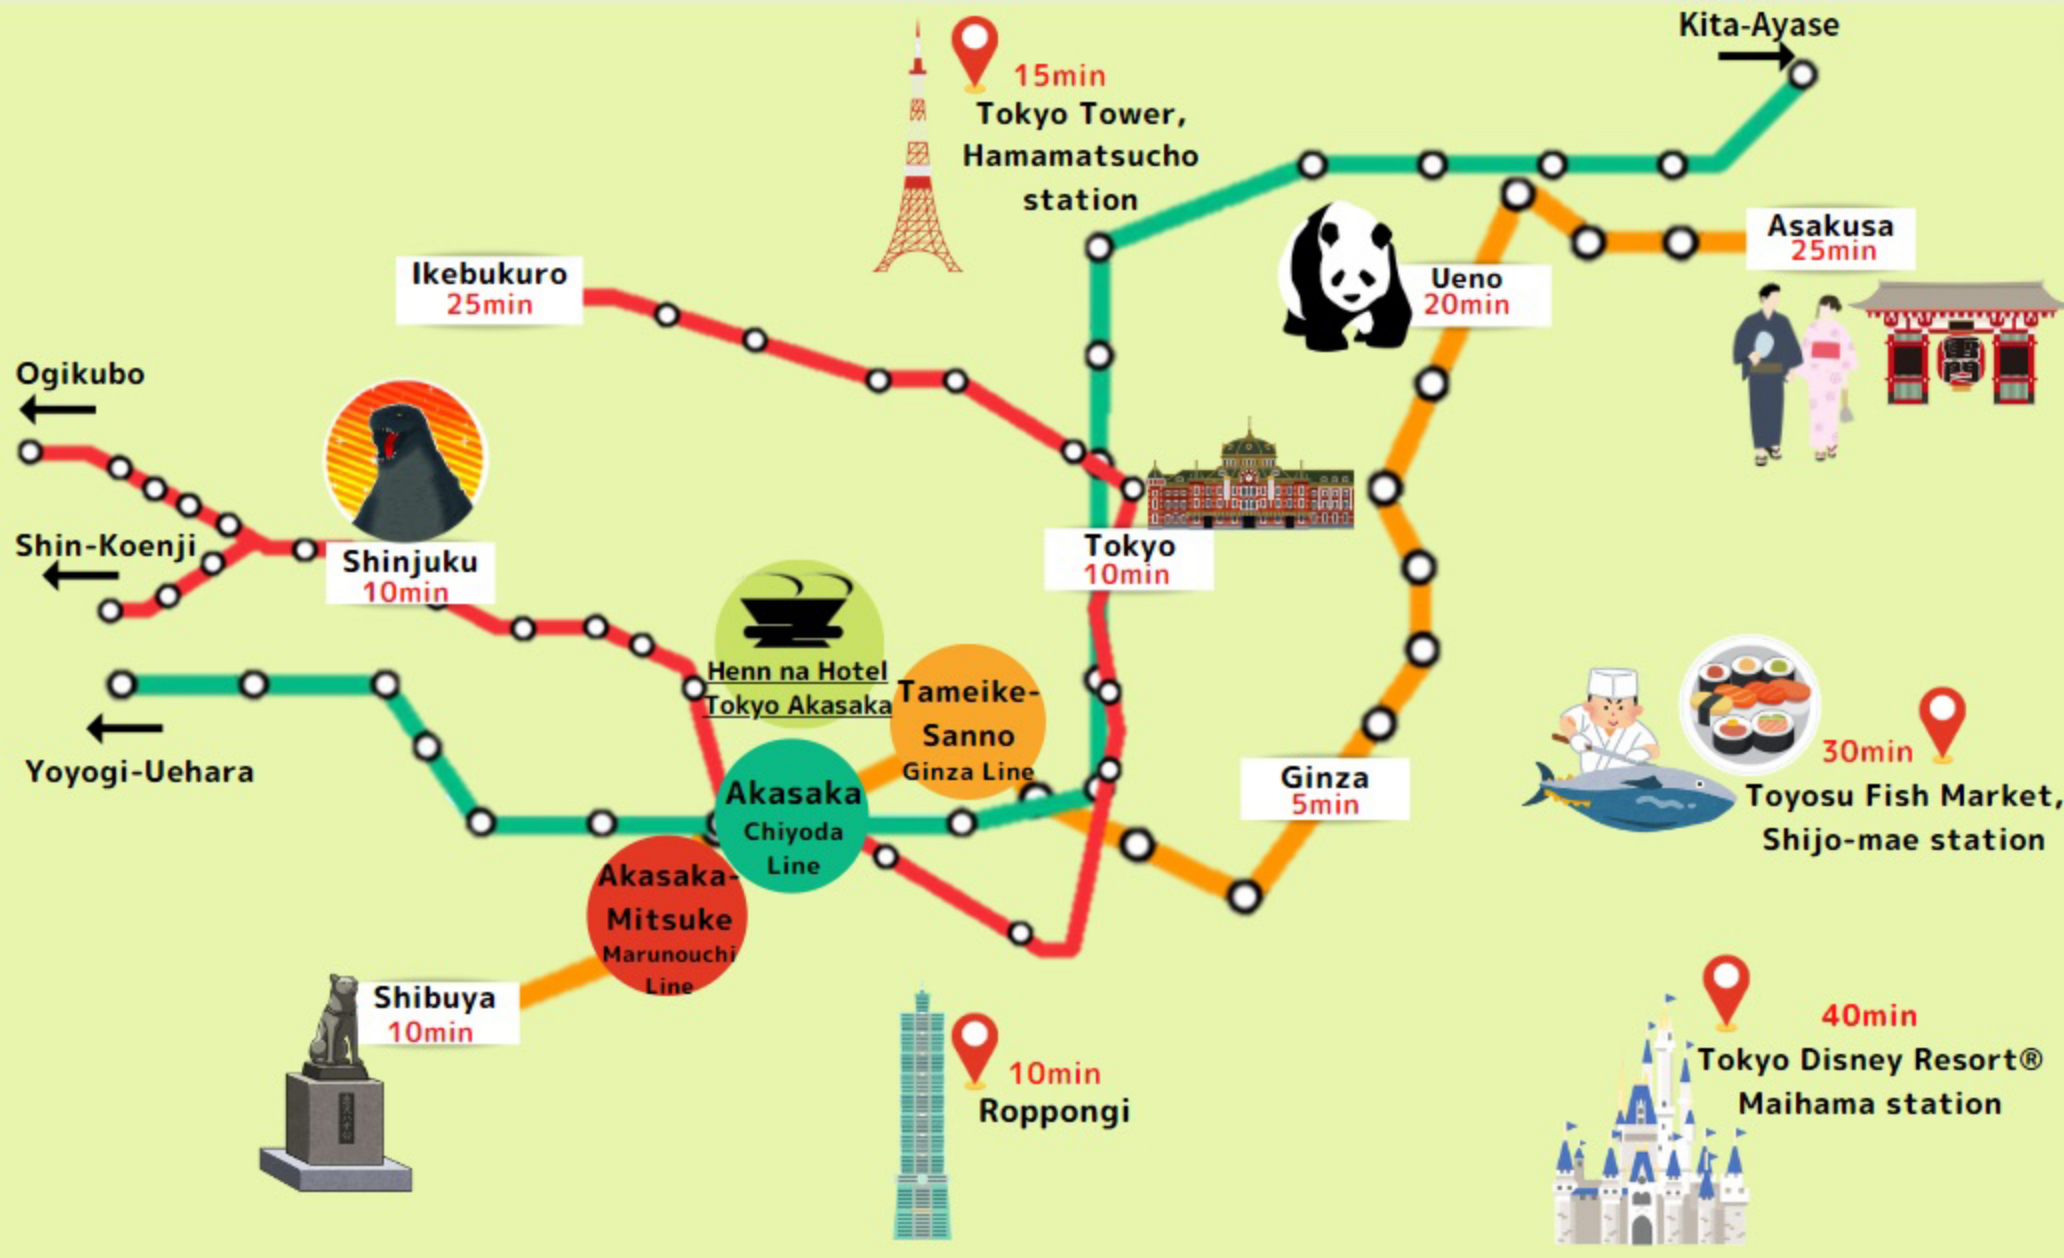 Kita-Ayase
15min
Tokyo Tower,
Hamamatsucho
station
Asakusa
25min
Ikebukuro
25min
Ueno
20min
Ogikubo
Shin-Koenji
Shinjuku
10min
Tokyo
10min
Henn na Hotel
Tokyo Akasaka
Tameike-
Sanno
Ginza Line
Yoyogi-Uehara
Akasaka
Chiyoda
Line
Ginza
5min
30min
Toyosu Fish Market,
Shijo-mae station
Akasaka-
Mitsuke
Marunouchi
Line
Shibuya
10min
10min
Roppongi
40min
Tokyo Disney Resort®
Maihama station